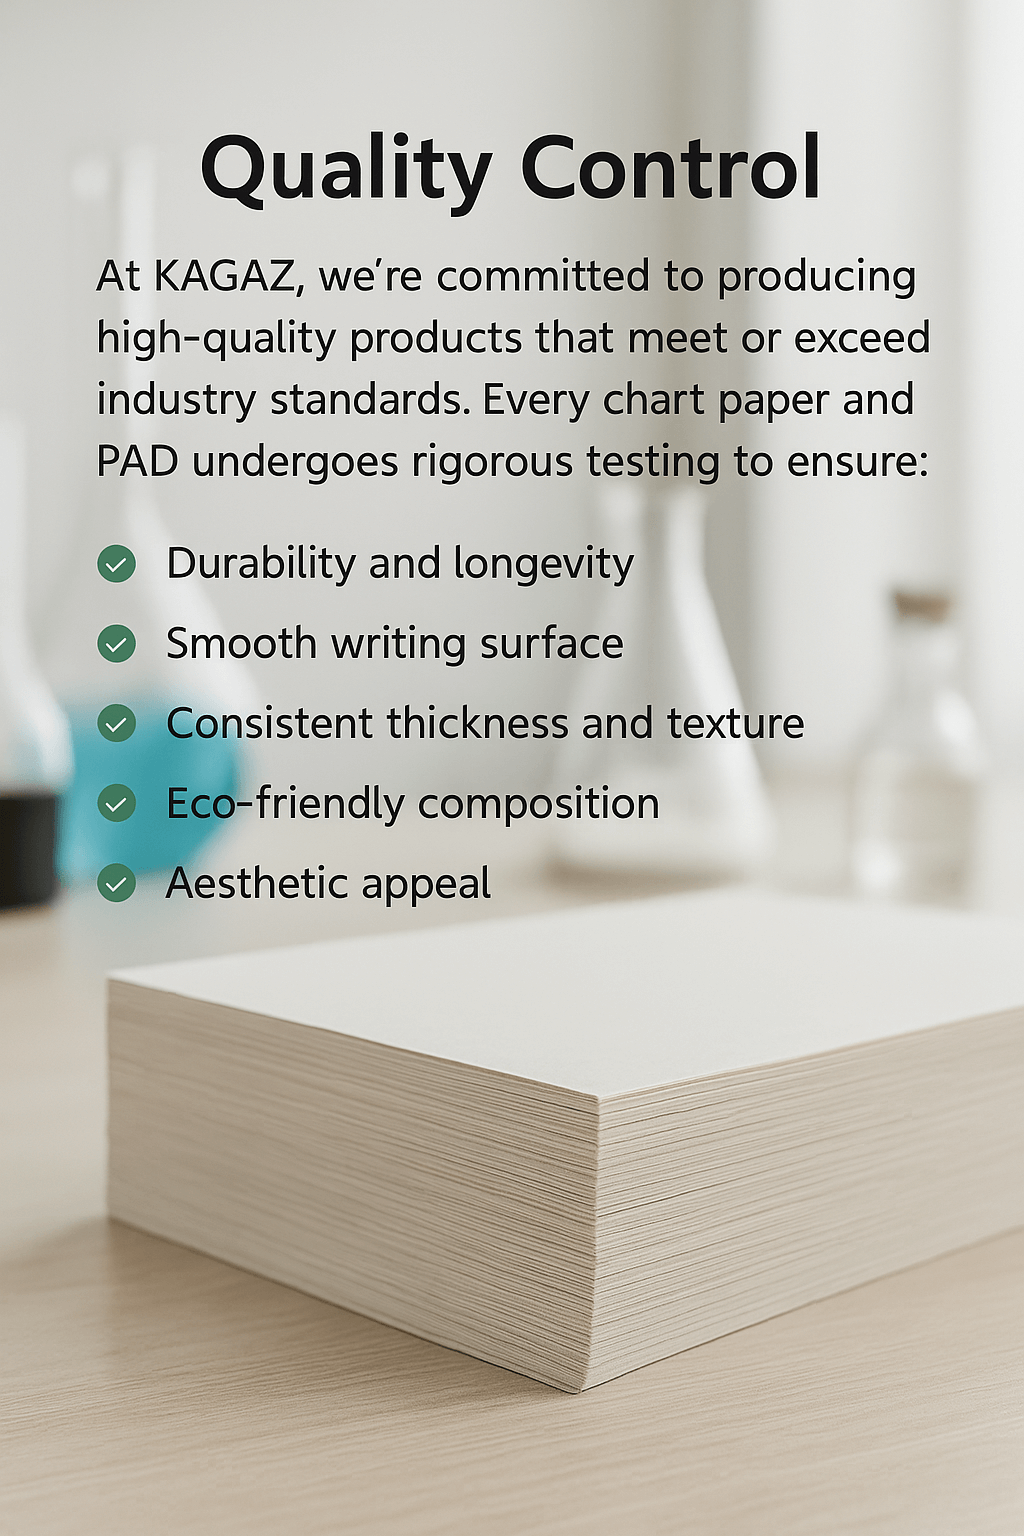 Quality Control
At KAGAZ, we’re committed to producing
high-quality products that meet or exceed
industry standards. Every chart paper and
PAD undergoes rigorous testing to ensure:
Durability and longevity
Smooth writing surface
Consistent thickness and texture
Eco-friendly composition
Aesthetic appeal